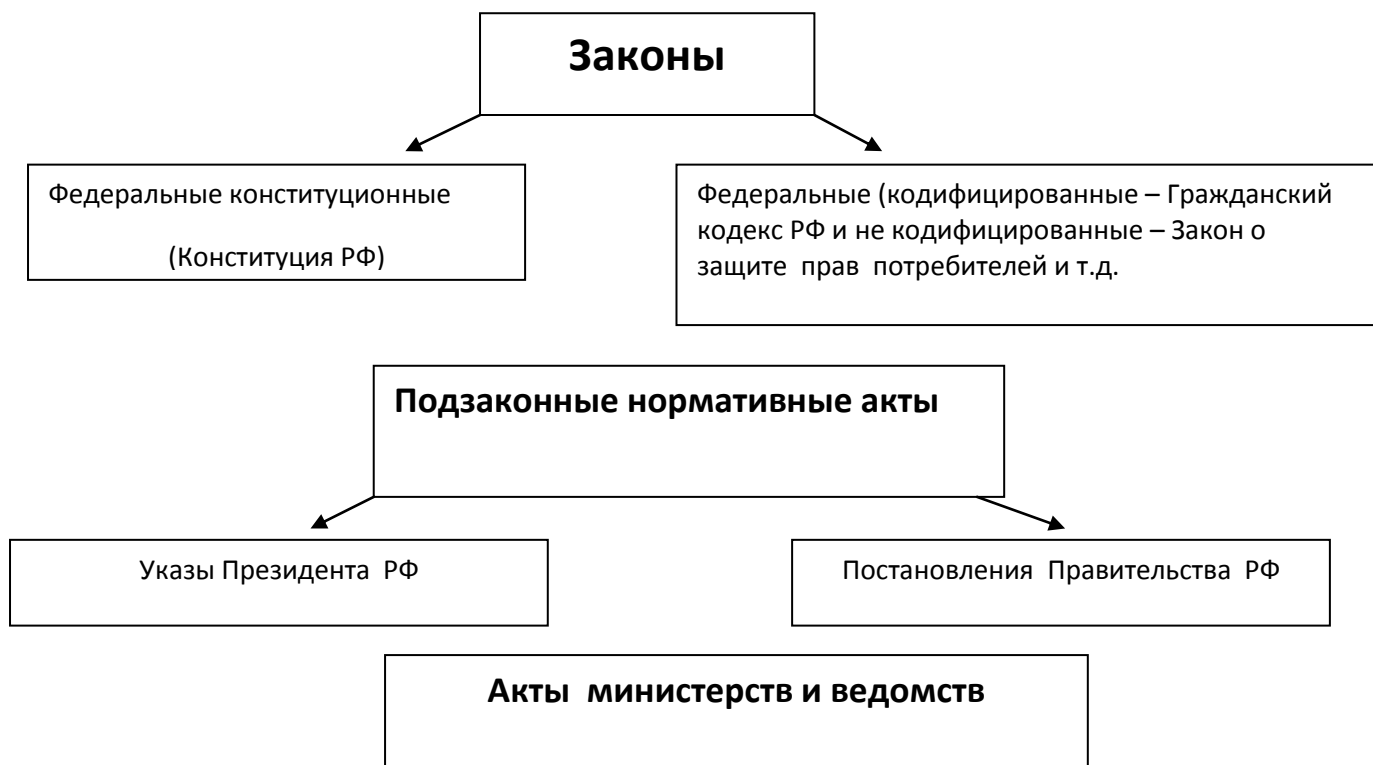 Законы
Федеральные конституционные
(Конституция РФ)
Федеральные (кодифицированные – Гражданский
кодекс РФ и не кодифицированные – Закон о
защите прав потребителей и т.д.
Подзаконные нормативные акты
Указы Президента РФ
Постановления Правительства РФ
Акты министерств и ведомств